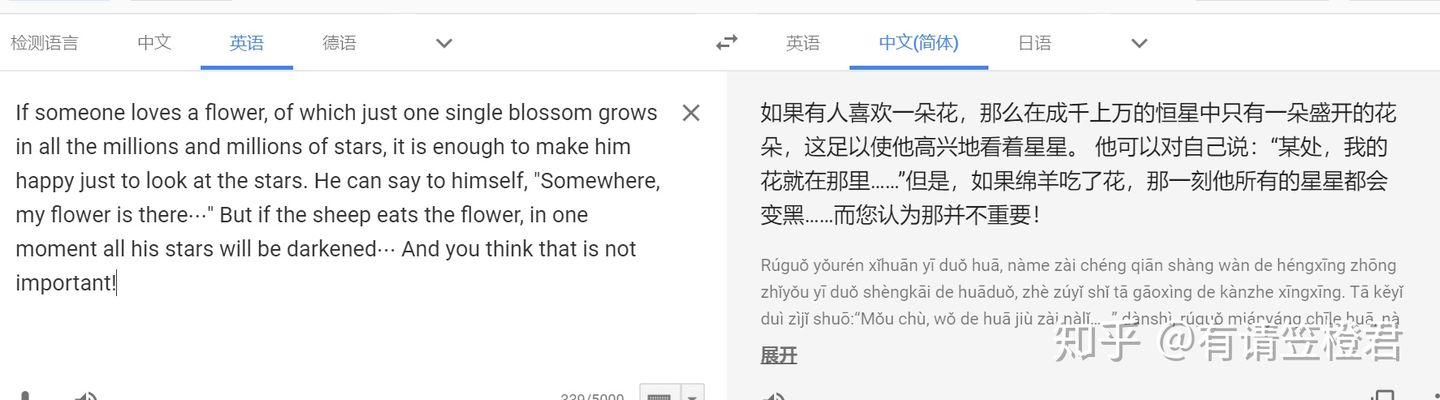 检测语言 中文 英语 德语
英语 中文(简体) 日语
If someone loves a flower, of which just one single blossom grows
in all the millions and millions of stars, it is enough to make him
happy just to look at the stars. He can say to himself, "Somewhere,
my flower is there···" But if the sheep eats the flower, in one
moment all his stars will be darkened··· And you think that is not
important!
339/5000
如果有人喜欢一朵花，那么在成千上万的恒星中只有一朵盛开的花
朵，这足以使他高兴地看着星星。 他可以对自己说：“某处，我的
花就在那里……”但是，如果绵羊吃了花，那一刻他所有的星星都会
变黑……而您认为那并不重要！
Rúguǒ yǒurén xǐhuān yī duǒ huā, nàme zài chéng qiān shàng wàn de héngxīng zhōng
zhǐyǒu yī duǒ shèngkāi de huāduǒ, zhè zúyǐ shǐ tā gāoxìng de kànzhe xīngxīng. Tā kěyǐ
duì zìjǐ shuō:“Mǒu chù, wǒ de huā jiù zài nàlǐ……” dànshì, rúguǒ miányáng chīle huā, nà
展开
知乎 @有请笠橙君